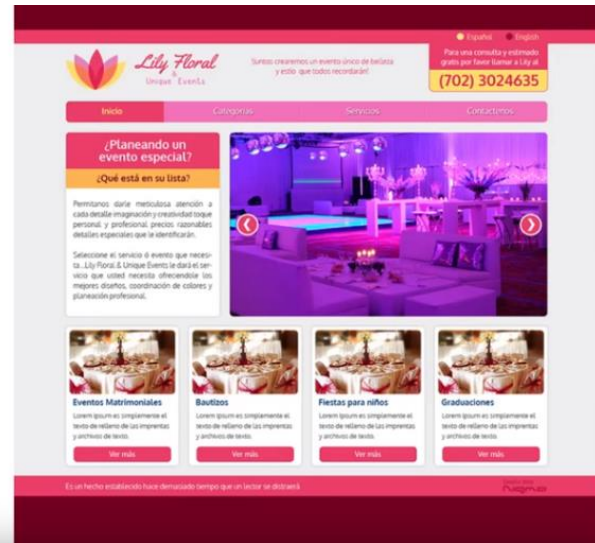 Español English
Lily Floral
&
Unique Events
Suntos crearemos un evento único de belleza
y estio que todos recordarán!
Para una consulta y estimado
gratis por favor llamar a Lily al
(702) 3024635
Inicio Categorías Servicios Contactenos
¿Planeando un
evento especial?
¿Qué está en su lista?
Permitanos darle meticulosa atención a
cada detalle imaginación y creatividad toque
personal y profesional precios razonables
detalles especiales que le identificarán.
Seleccione el servicio ó evento que necesi-
ta...Lily Floral & Unique Events le dará el ser-
vicio que usted necesita ofreciendole los
mejores diseños, coordinación de colores y
planeación profesional.
Eventos Matrimoniales
Lorem ipsum es simplemente el
texto de relleno de las imprentas
y archivos de texto.
Ver más
Bautizos
Lorem ipsum es simplemente el
texto de relleno de las imprentas
y archivos de texto.
Ver más
Fiestas para niños
Lorem ipsum es simplemente el
texto de relleno de las imprentas
y archivos de texto.
Ver más
Graduaciones
Lorem ipsum es simplemente el
texto de relleno de las imprentas
y archivos de texto.
Ver más
Es un hecho establecido hace demasiado tiempo que un lector se distraerá